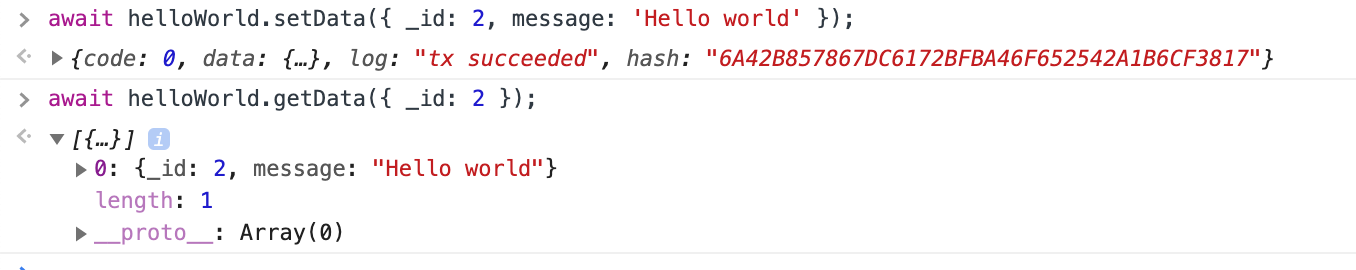 > await helloWorld.setData({ _id: 2, message: 'Hello world' });
{code: 0, data: {…}, log: "tx succeeded", hash: "6A42B857867DC6172BFBA46F652542A1B6CF3817"}
> await helloWorld.getData({ _id: 2 });
[{…}] i
0: {_id: 2, message: "Hello world"}
length: 1
__proto__: Array(0)